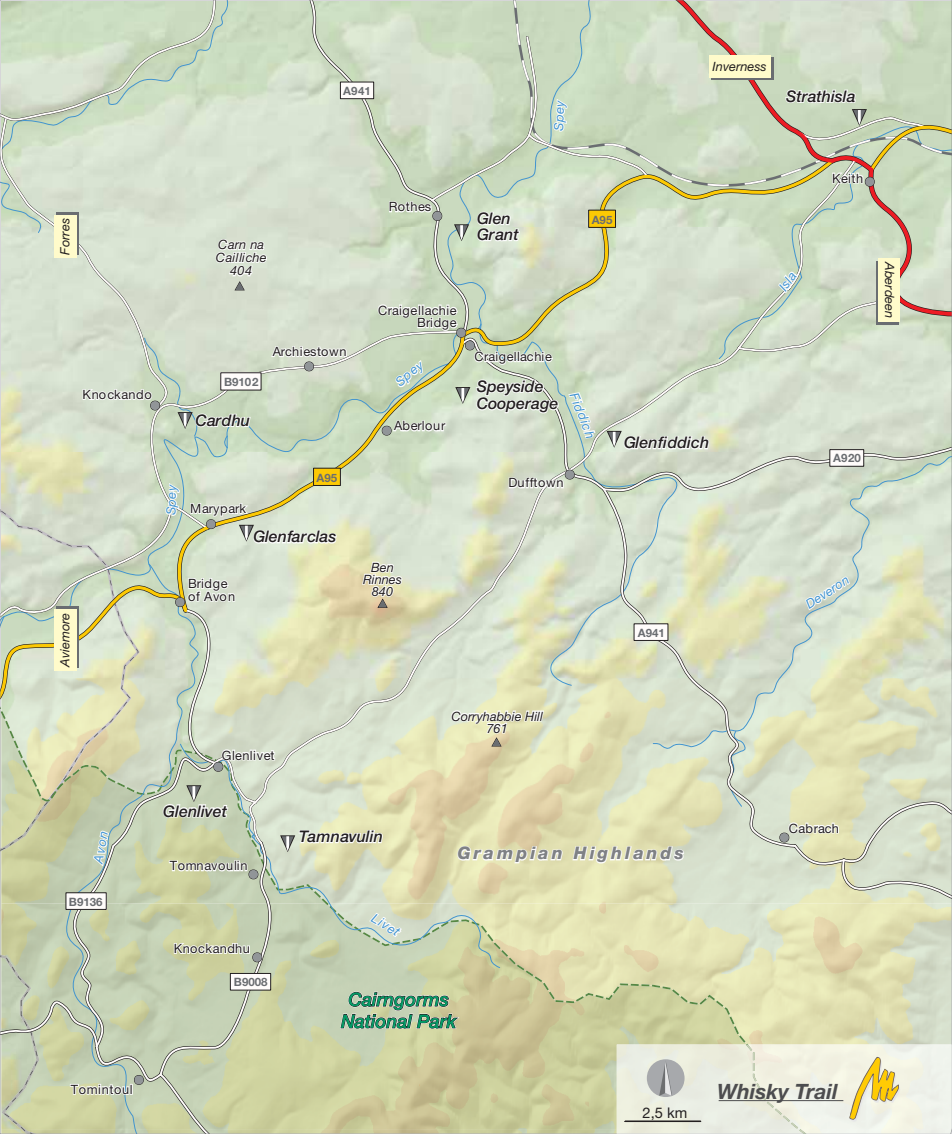 Inverness
A941
Strathisla
Spey
Keith
Rothes
Glen
Grant
A95
Forres
Carn na
Cailliche
404
Isla
Aberdeen
Craigellachie
Bridge
Archiestown
Craigellachie
B9102
Spey
Knockando
Speyside
Cooperage
Fiddich
Cardhu
Aberlour
Glenfiddich
A920
A95
Dufftown
Spey
Marypark
Glenfarclas
Ben
Rinnes
840
Bridge
of Avon
Deveron
Aviemore
A941
Corryhabbie Hill
761
Glenlivet
Glenlivet
Avon
Tamnavulin
Cabrach
Grampian Highlands
Tomnavoulin
B9136
Livet
Knockandhu
B9008
Cairngorms
National Park
Tomintoul
2,5 km
Whisky Trail